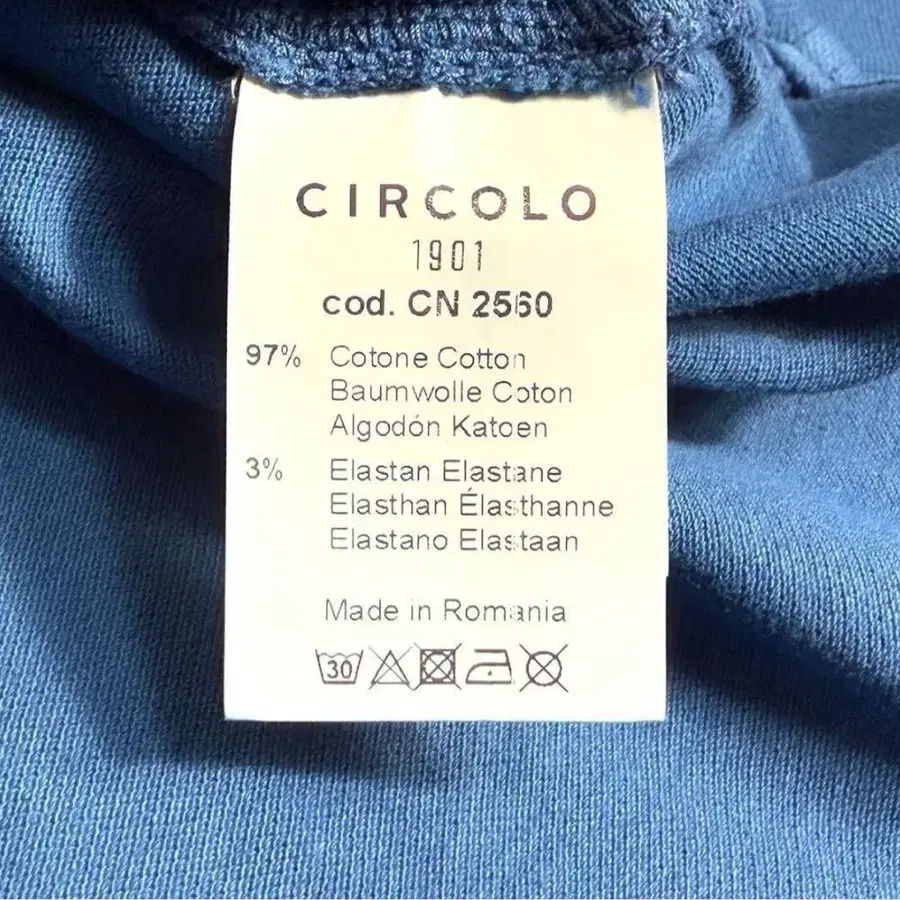 CIRCOLO
1901
cod. CN 2560
97% Cotone Cotton
Baumwolle Coton
Algodón Katoen
3% Elastan Elastane
Elasthan Élasthanne
Elastano Elastaan
Made in Romania
30